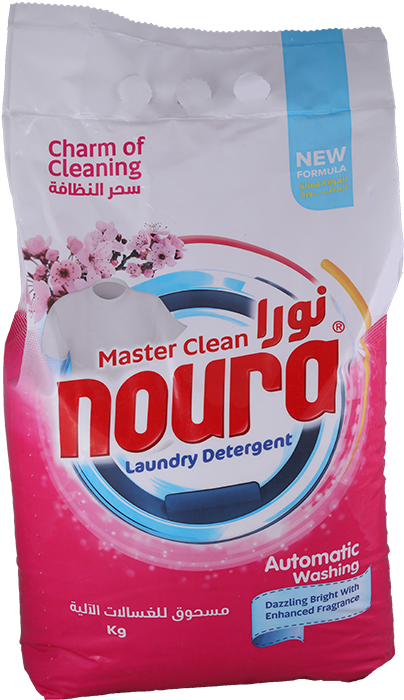 Charm of
Cleaning
سحر النظافة
NEW
FORMULA
Master Clean
نورا
noura®
Laundry Detergent
Automatic
Washing
Dazzling Bright With
Enhanced Fragrance
مسحوق للغسالات الآلية
Kg